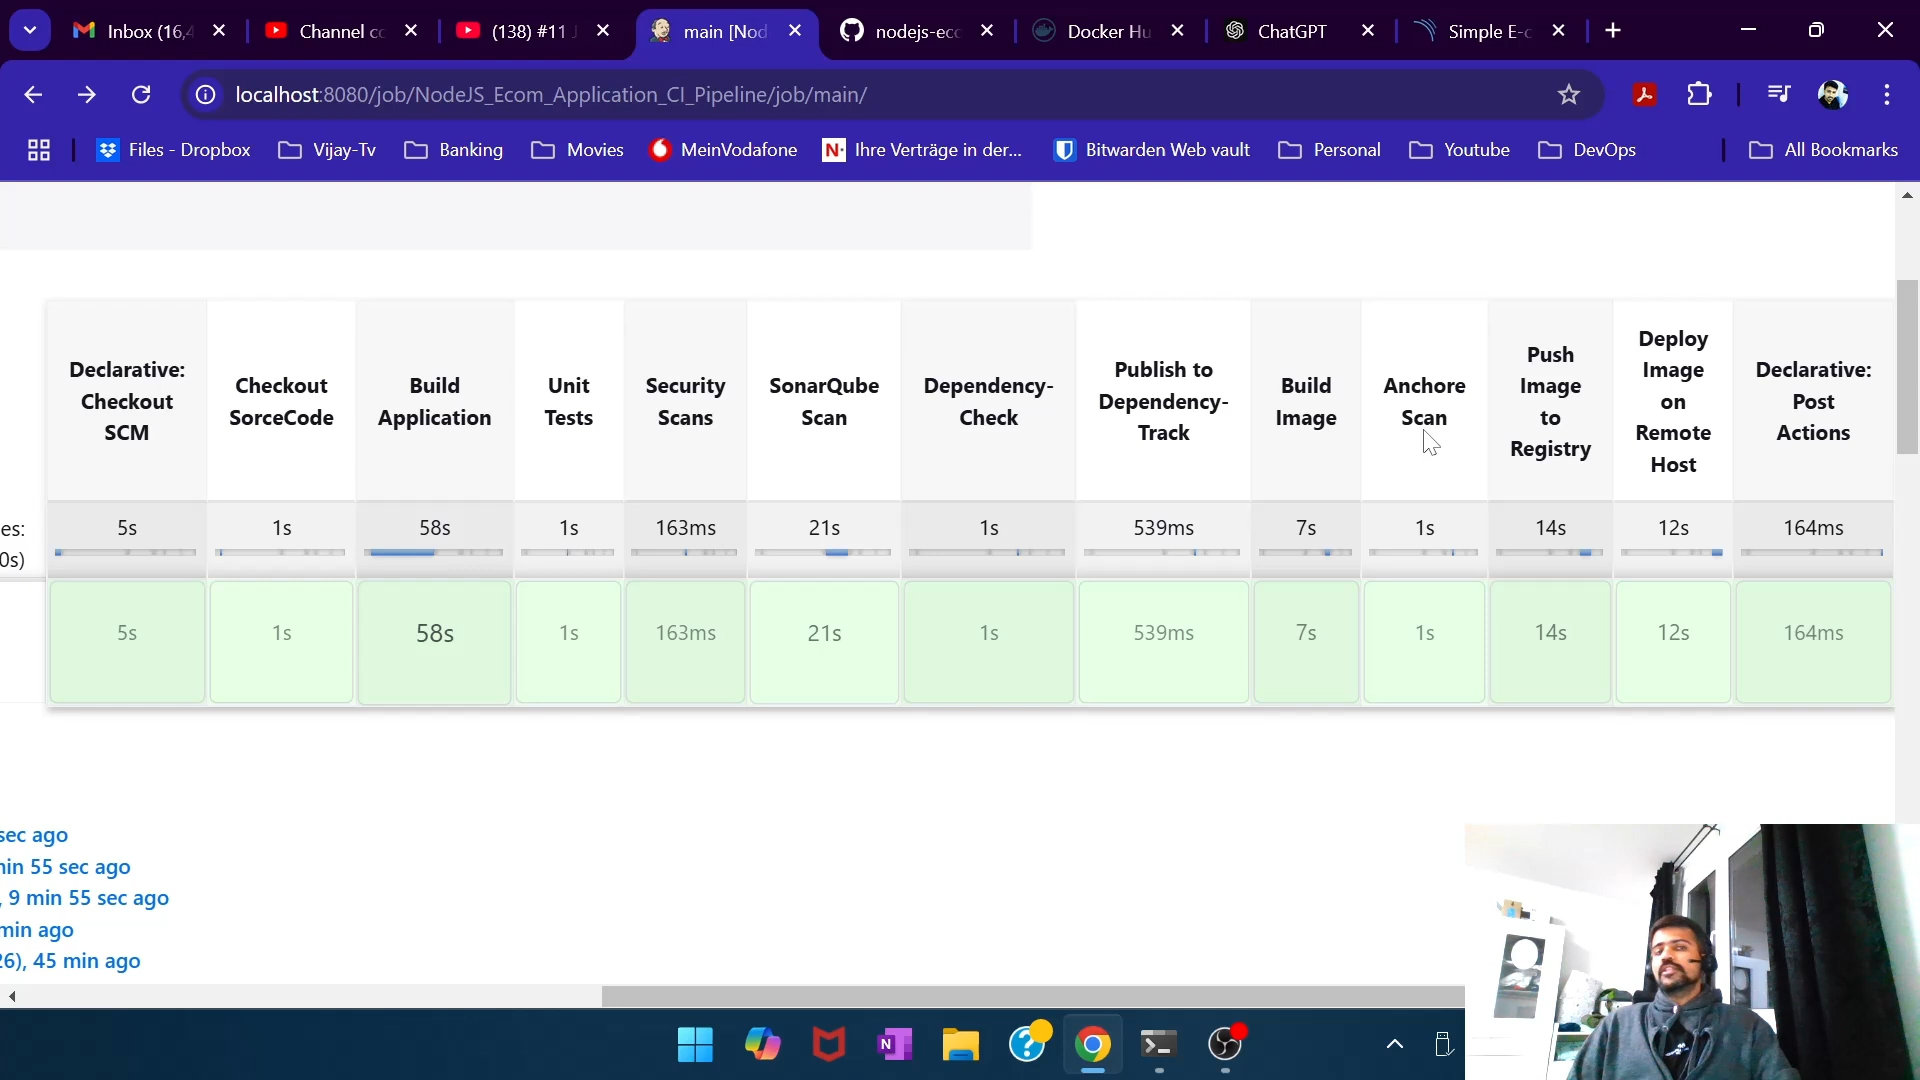 Inbox (16,4
Channel cc
(138) #11 J
main [Nod
nodejs-ecc
Docker Hu
ChatGPT
Simple E-c
localhost:8080/job/NodeJS_Ecom_Application_CI_Pipeline/job/main/
Files - Dropbox
Vijay-Tv
Banking
Movies
MeinVodafone
Ihre Verträge in der...
Bitwarden Web vault
Personal
Youtube
DevOps
All Bookmarks
Declarative:
Checkout
SCM
Checkout
SorceCode
Build
Application
Unit
Tests
Security
Scans
SonarQube
Scan
Dependency-
Check
Publish to
Dependency-
Track
Build
Image
Anchore
Scan
Push
Image
to
Registry
Deploy
Image
on
Remote
Host
Declarative:
Post
Actions
es:
0s)
5s
1s
58s
1s
163ms
21s
1s
539ms
7s
1s
14s
12s
164ms
5s
1s
58s
1s
163ms
21s
1s
539ms
7s
1s
14s
12s
164ms
sec ago
nin 55 sec ago
, 9 min 55 sec ago
min ago
26), 45 min ago